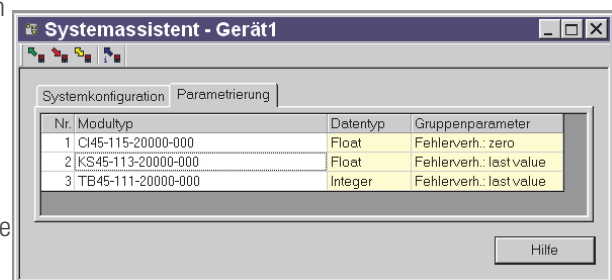 Systemassistent - Gerät1
Systemkonfiguration Parametrierung
Nr. Modultyp Datentyp Gruppenparameter
1 CI45-115-20000-000 Float Fehlerverh.: zero
2 KS45-113-20000-000 Float Fehlerverh.: last value
3 TB45-111-20000-000 Integer Fehlerverh.: last value
Hilfe